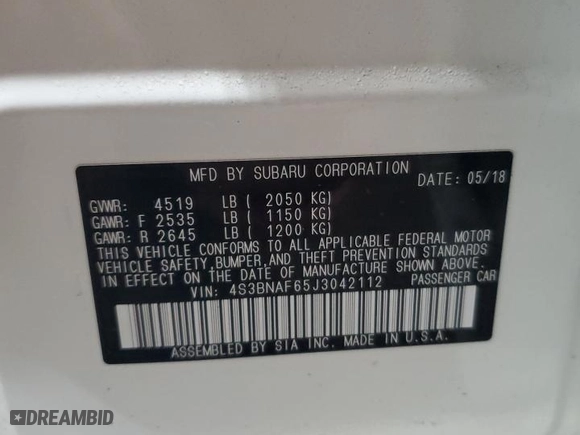 MFD BY SUBARU CORPORATION
DATE: 05/18
GVWR: 4519 LB ( 2050 KG)
GAWR: F 2535 LB ( 1150 KG)
GAWR: R 2645 LB ( 1200 KG)
THIS VEHICLE CONFORMS TO ALL APPLICABLE FEDERAL MOTOR
VEHICLE SAFETY, BUMPER, AND THEFT PREVENTION STANDARDS
IN EFFECT ON THE DATE OF MANUFACTURE SHOWN ABOVE.
VIN: 4S3BNAF65J3042112 PASSENGER CAR
ASSEMBLED BY SIA INC. MADE IN U.S.A.
DREAMBID